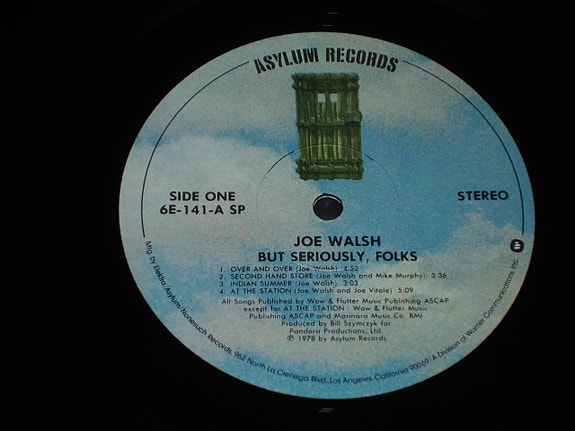 ASYLUM RECORDS
SIDE ONE
6E-141-A SP
STEREO
JOE WALSH
BUT SERIOUSLY, FOLKS
1. OVER AND OVER (Joe Walsh) 4:52
2. SECOND HAND STORE (Joe Walsh and Mike Murphy) 3:36
3. INDIAN SUMMER (Joe Walsh) 3:03
4. AT THE STATION (Joe Walsh and Joe Vitale) 5:09
All Songs Published by Wow & Flutter Music Publishing ASCAP
except for AT THE STATION - Wow & Flutter Music
Publishing ASCAP and Marinara Music Co. BMI
Produced by Bill Szymczyk for
Pandora Productions, Ltd.
℗ 1978 by Asylum Records
Mfg by Elektra/Asylum/Nonesuch Records, 962 North La Cienega Blvd., Los Angeles, California 90069/A Division of Warner Communications Inc.